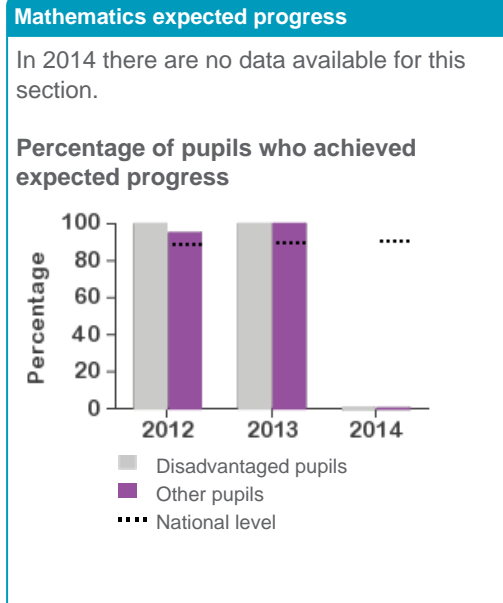 Mathematics expected progress
In 2014 there are no data available for this
section.
Percentage of pupils who achieved
expected progress
Percentage
100
80
60
40
20
0
2012 2013 2014
Disadvantaged pupils
Other pupils
National level